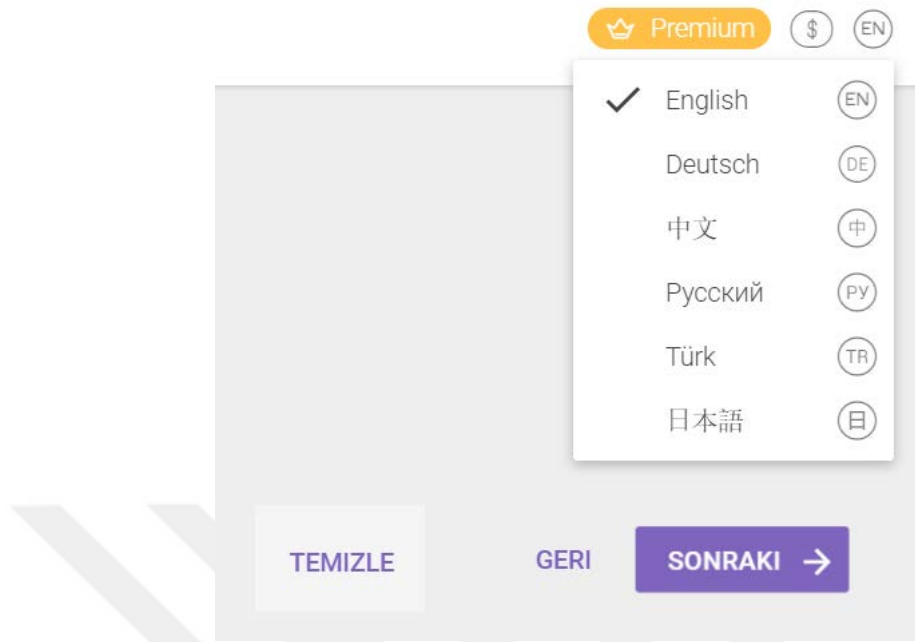 Premium $ EN
English EN
Deutsch DE
中文 中
Русский РУ
Türk TR
日本語 日
TEMIZLE GERI SONRAKI